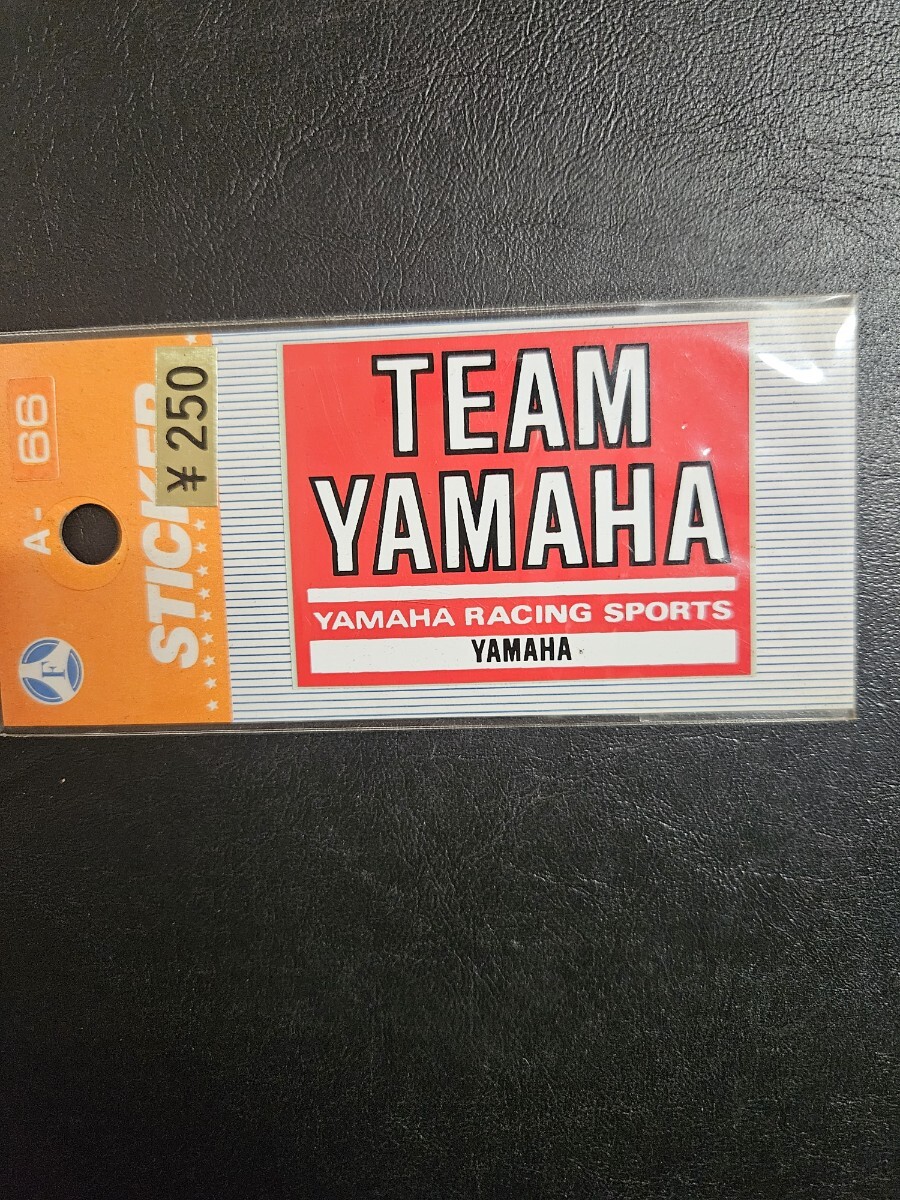 A-66
STICKER
¥250
F
TEAM
YAMAHA
YAMAHA RACING SPORTS
YAMAHA